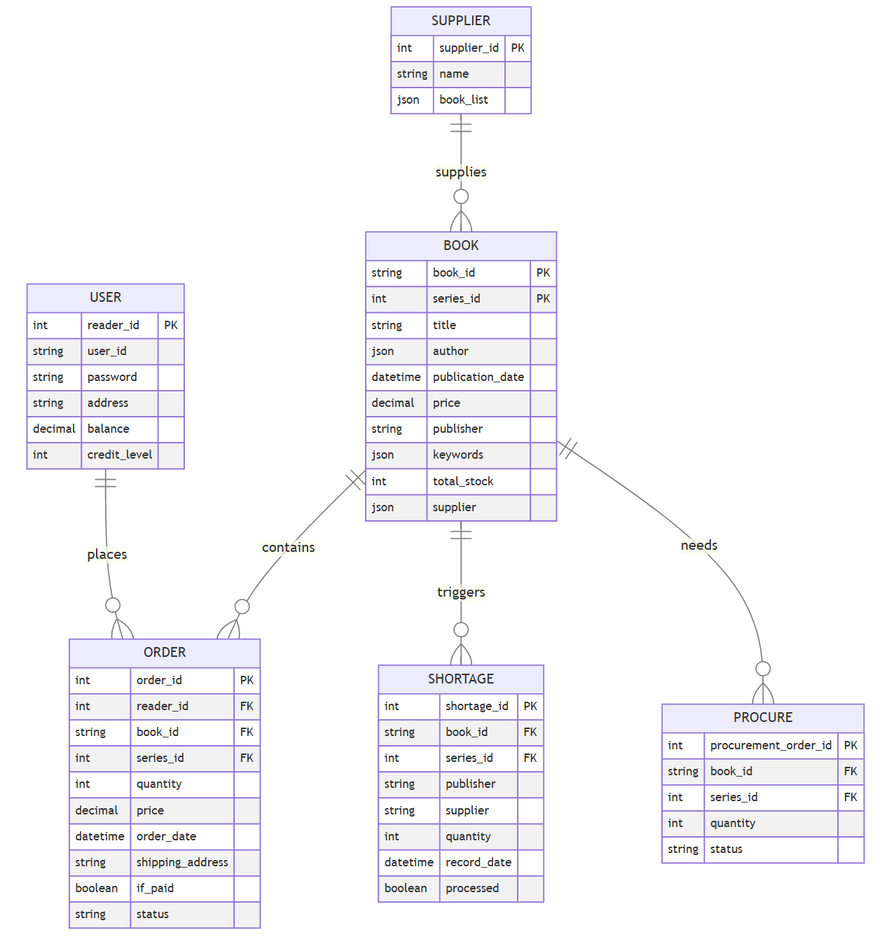 SUPPLIER
int supplier_id PK
string name
json book_list
supplies
BOOK
string book_id PK
int series_id PK
string title
json author
datetime publication_date
decimal price
string publisher
json keywords
int total_stock
json supplier
USER
int reader_id PK
string user_id
string password
string address
decimal balance
int credit_level
places
contains
triggers
needs
ORDER
int order_id PK
int reader_id FK
string book_id FK
int series_id FK
int quantity
decimal price
datetime order_date
string shipping_address
boolean if_paid
string status
SHORTAGE
int shortage_id PK
string book_id FK
int series_id FK
string publisher
string supplier
int quantity
datetime record_date
boolean processed
PROCURE
int procurement_order_id PK
string book_id FK
int series_id FK
int quantity
string status